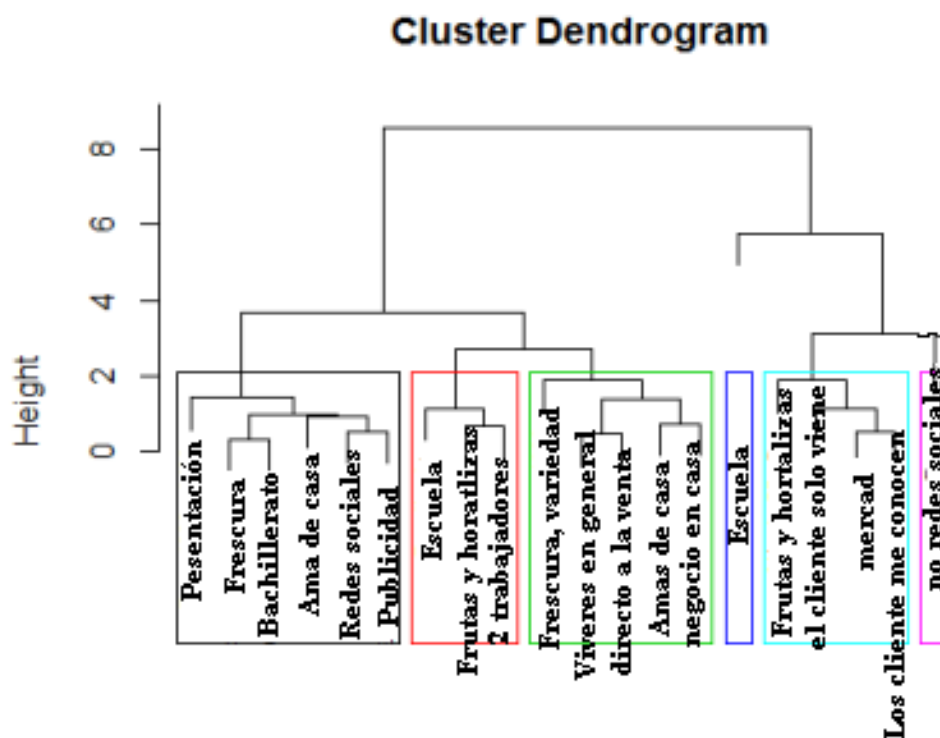 Cluster Dendrogram
Height
8
6
4
2
0
Pesentación
Frescura
Bachillerato
Ama de casa
Redes sociales
Publicidad
Escuela
Frutas y horatlizas
2 trabajadores
Frescura, variedad
Viveres en general
directo a la venta
Amas de casa
negocio en casa
Escuela
Frutas y hortalizas
el cliente solo viene
mercad
Los cliente me conocen
no redes sociales